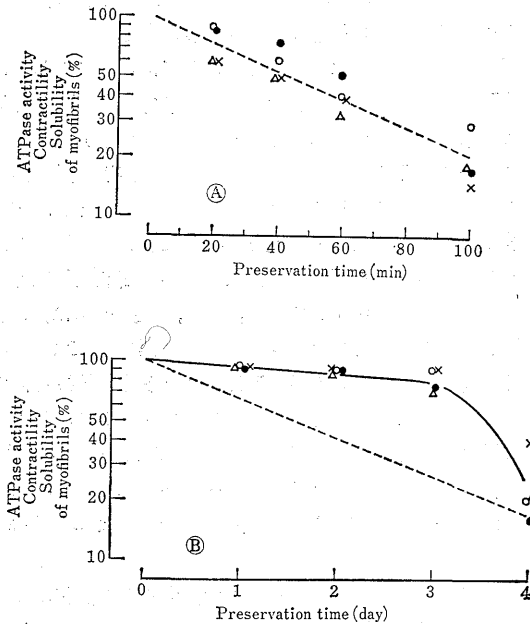 ATPase activity
Contractility
Solubility
of myofibrils (%)
100
50
40
30
20
10
A
0
20
40
60
80
100
Preservation time (min)
ATPase activity
Contractility
Solubility
of myofibrils (%)
100
50
40
30
20
10
B
0
1
2
3
4
Preservation time (day)